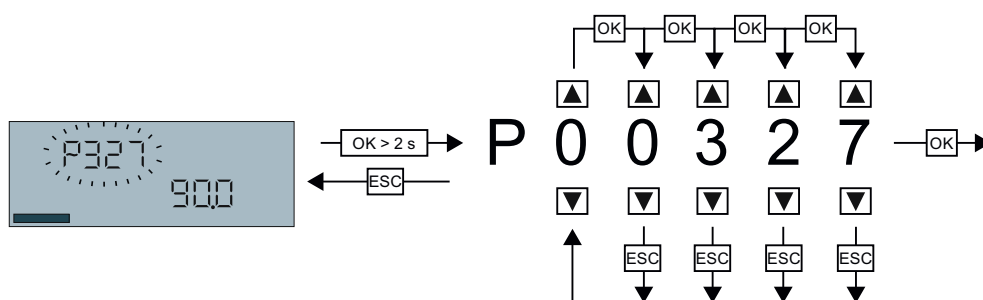 OK OK OK OK
P327
90.0
OK > 2 s
ESC
P 0 0 3 2 7
OK
ESC ESC ESC ESC